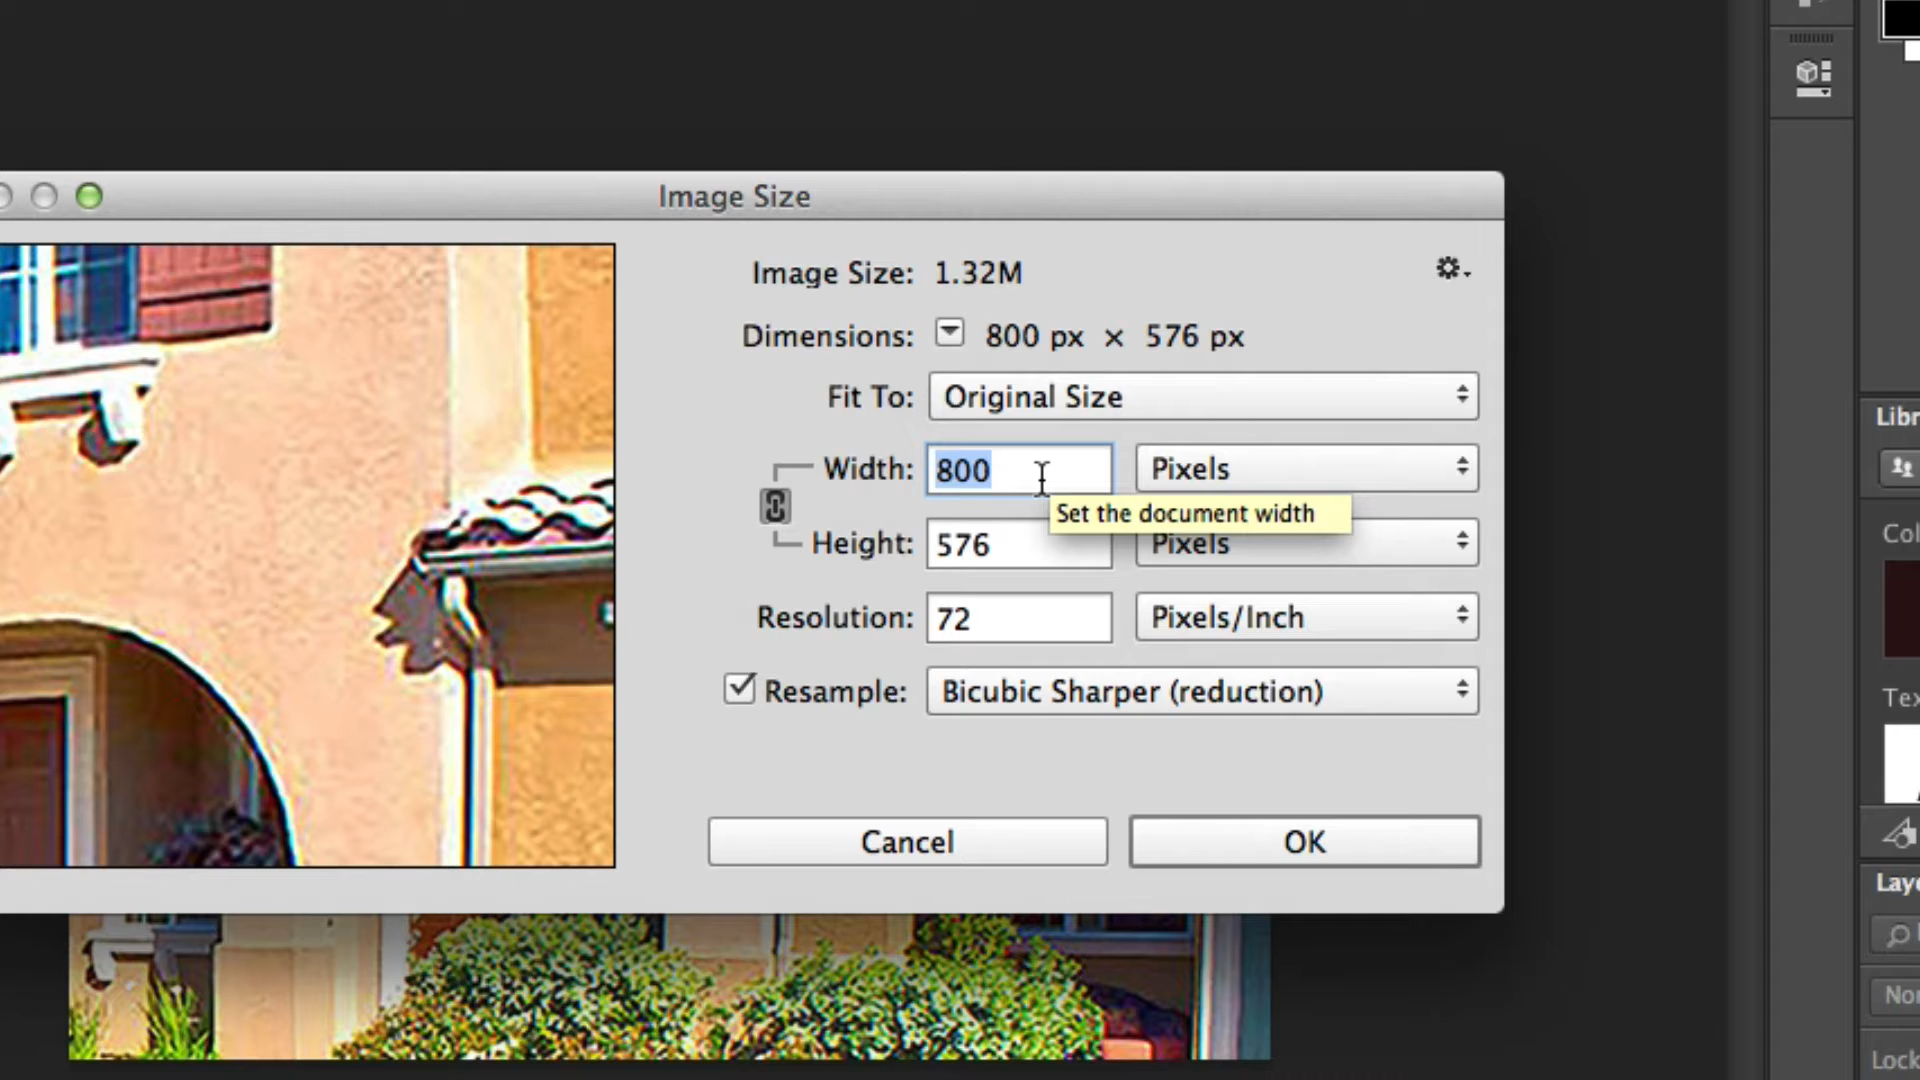 Image Size
Image Size: 1.32M
Dimensions: 800 px × 576 px
Fit To: Original Size
Width: 800 Pixels
Set the document width
Height: 576 Pixels
Resolution: 72 Pixels/Inch
Resample: Bicubic Sharper (reduction)
Cancel OK
Libr
Col
Tex
Laye
Nor
Lock